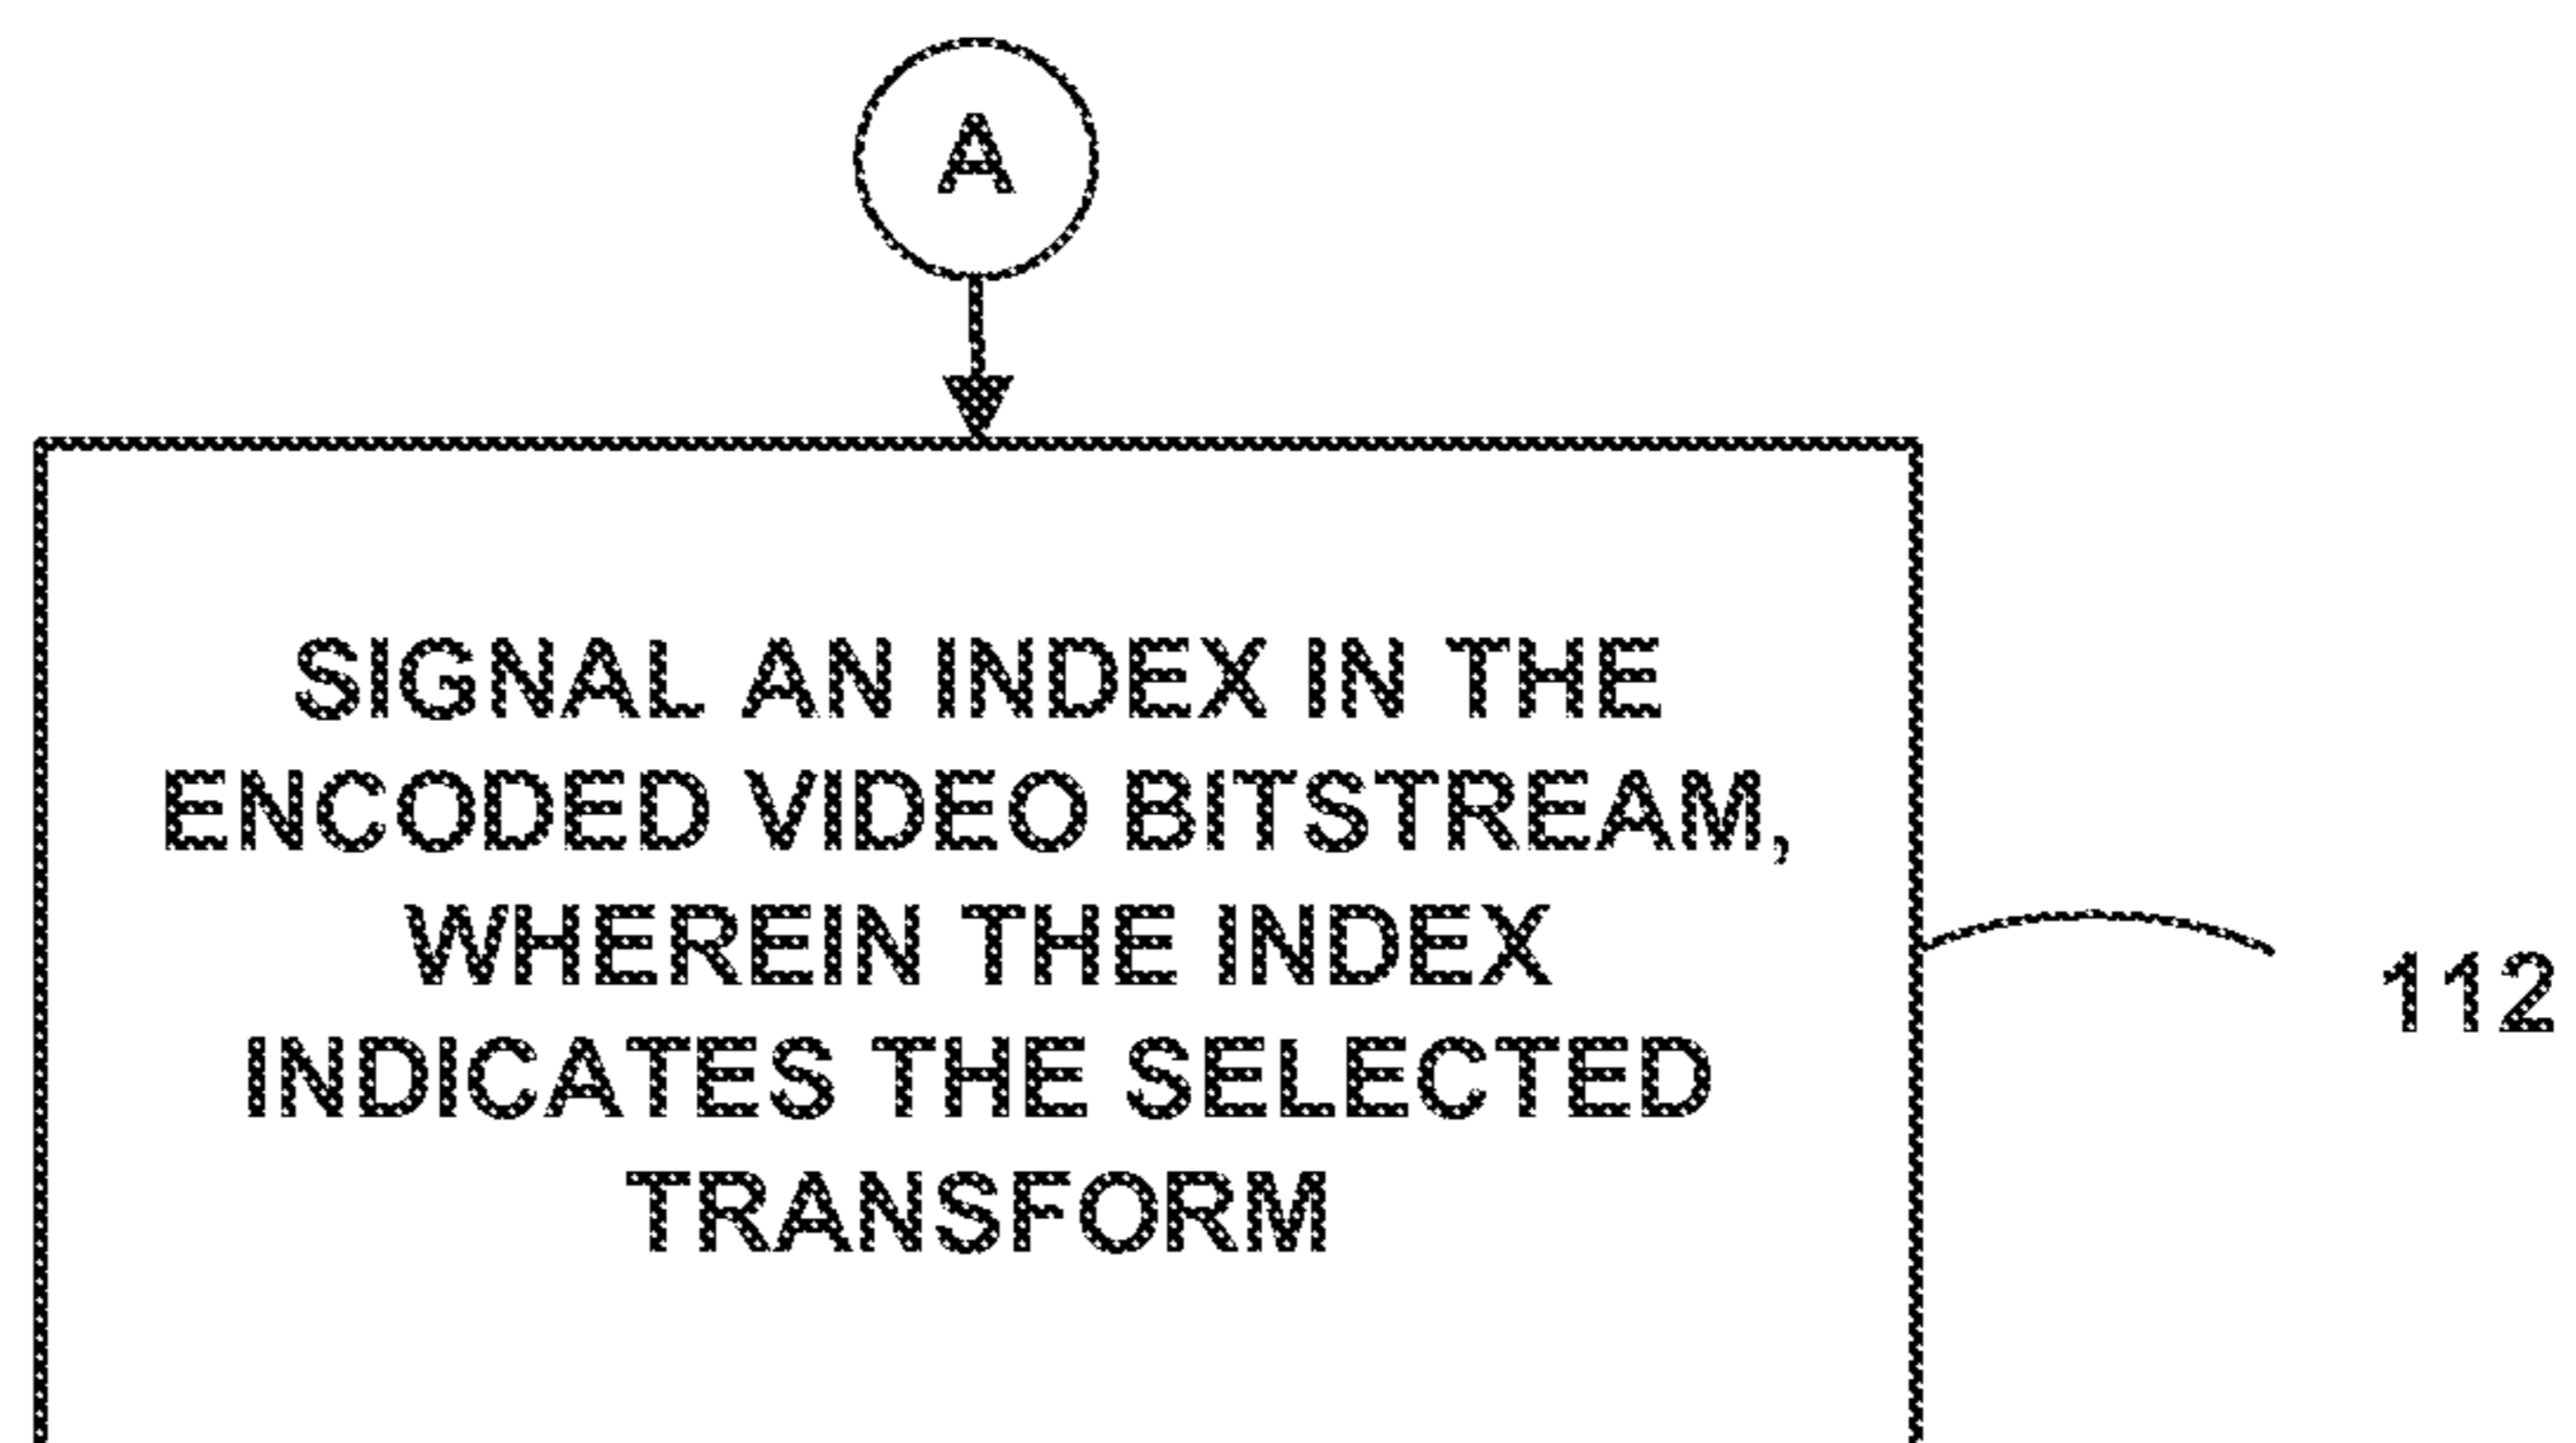 A
SIGNAL AN INDEX IN THE
ENCODED VIDEO BITSTREAM,
WHEREIN THE INDEX
INDICATES THE SELECTED
TRANSFORM
112